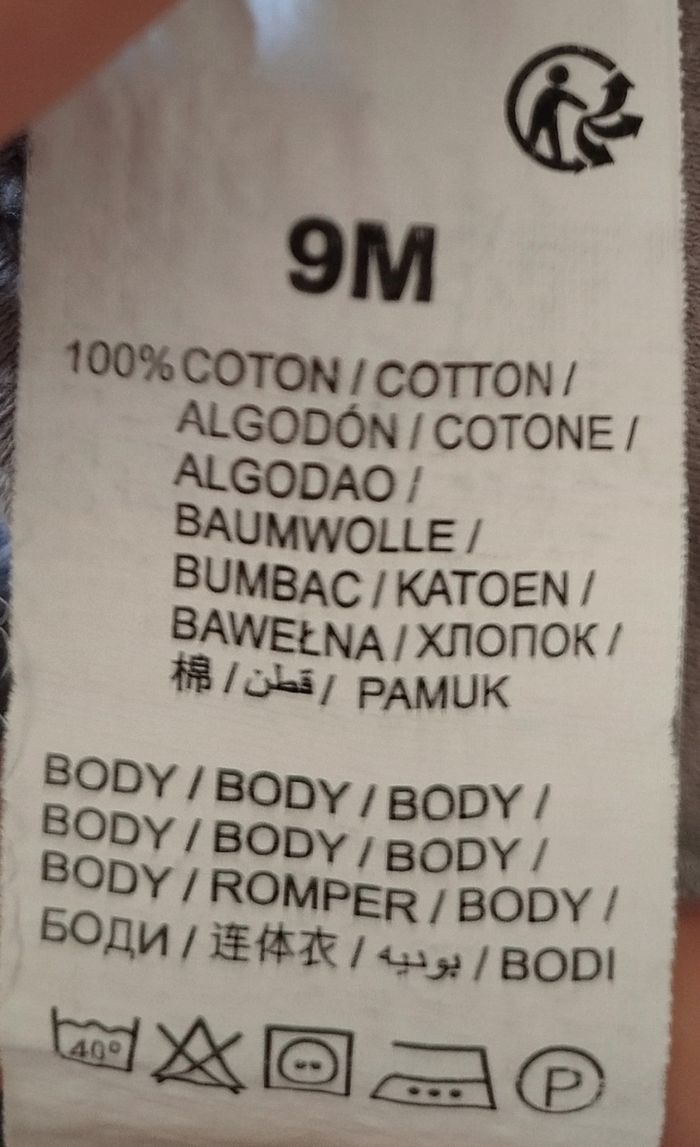 9M
100% COTON / COTTON /
ALGODÓN / COTONE /
ALGODAO /
BAUMWOLLE /
BUMBAC / KATOEN /
BAWEŁNA / ХЛОПОК /
棉 / قطن / PAMUK
BODY / BODY / BODY /
BODY / BODY / BODY /
BODY / ROMPER / BODY /
БОДИ / 连体衣 / / BODI
40°
P